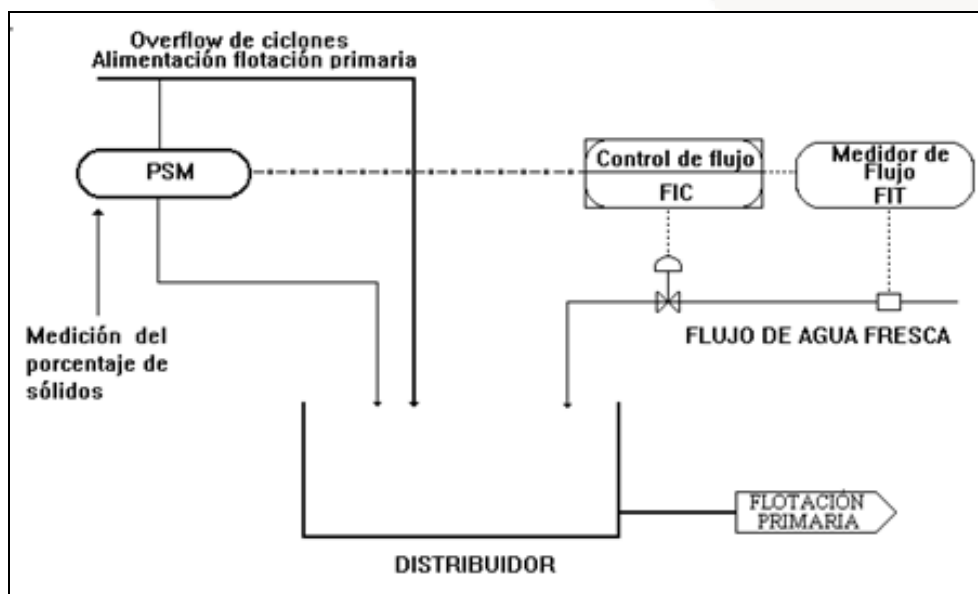 Overflow de ciclones
Alimentación flotación primaria
PSM
Control de flujo
FIC
Medidor de
Flujo
FIT
Medición del
porcentaje de
sólidos
FLUJO DE AGUA FRESCA
FLOTACIÓN
PRIMARIA
DISTRIBUIDOR